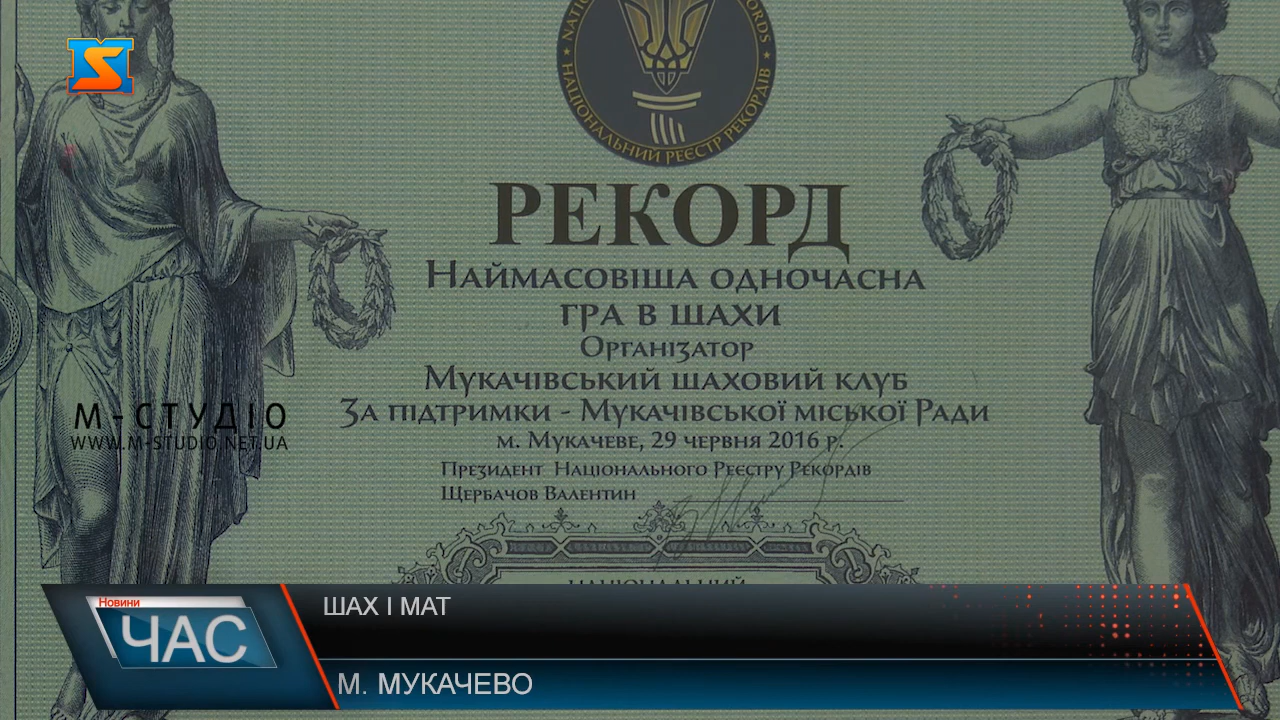 НАЦІОНАЛЬНИЙ РЕЄСТР РЕКОРДІВ
РЕКОРД
Наймасовіша одночасна
гра в шахи
Організатор
Мукачівський шаховий клуб
За підтримки - Мукачівської міської Ради
м. Мукачеве, 29 червня 2016 р.
Президент Національного Реєстру Рекордів
Щербачов Валентин
М-СТУДІО
WWW.M-STUDIO.NET.UA
НАЦІОНАЛЬНИЙ
Новини
ЧАС
ШАХ І МАТ
М. МУКАЧЕВО